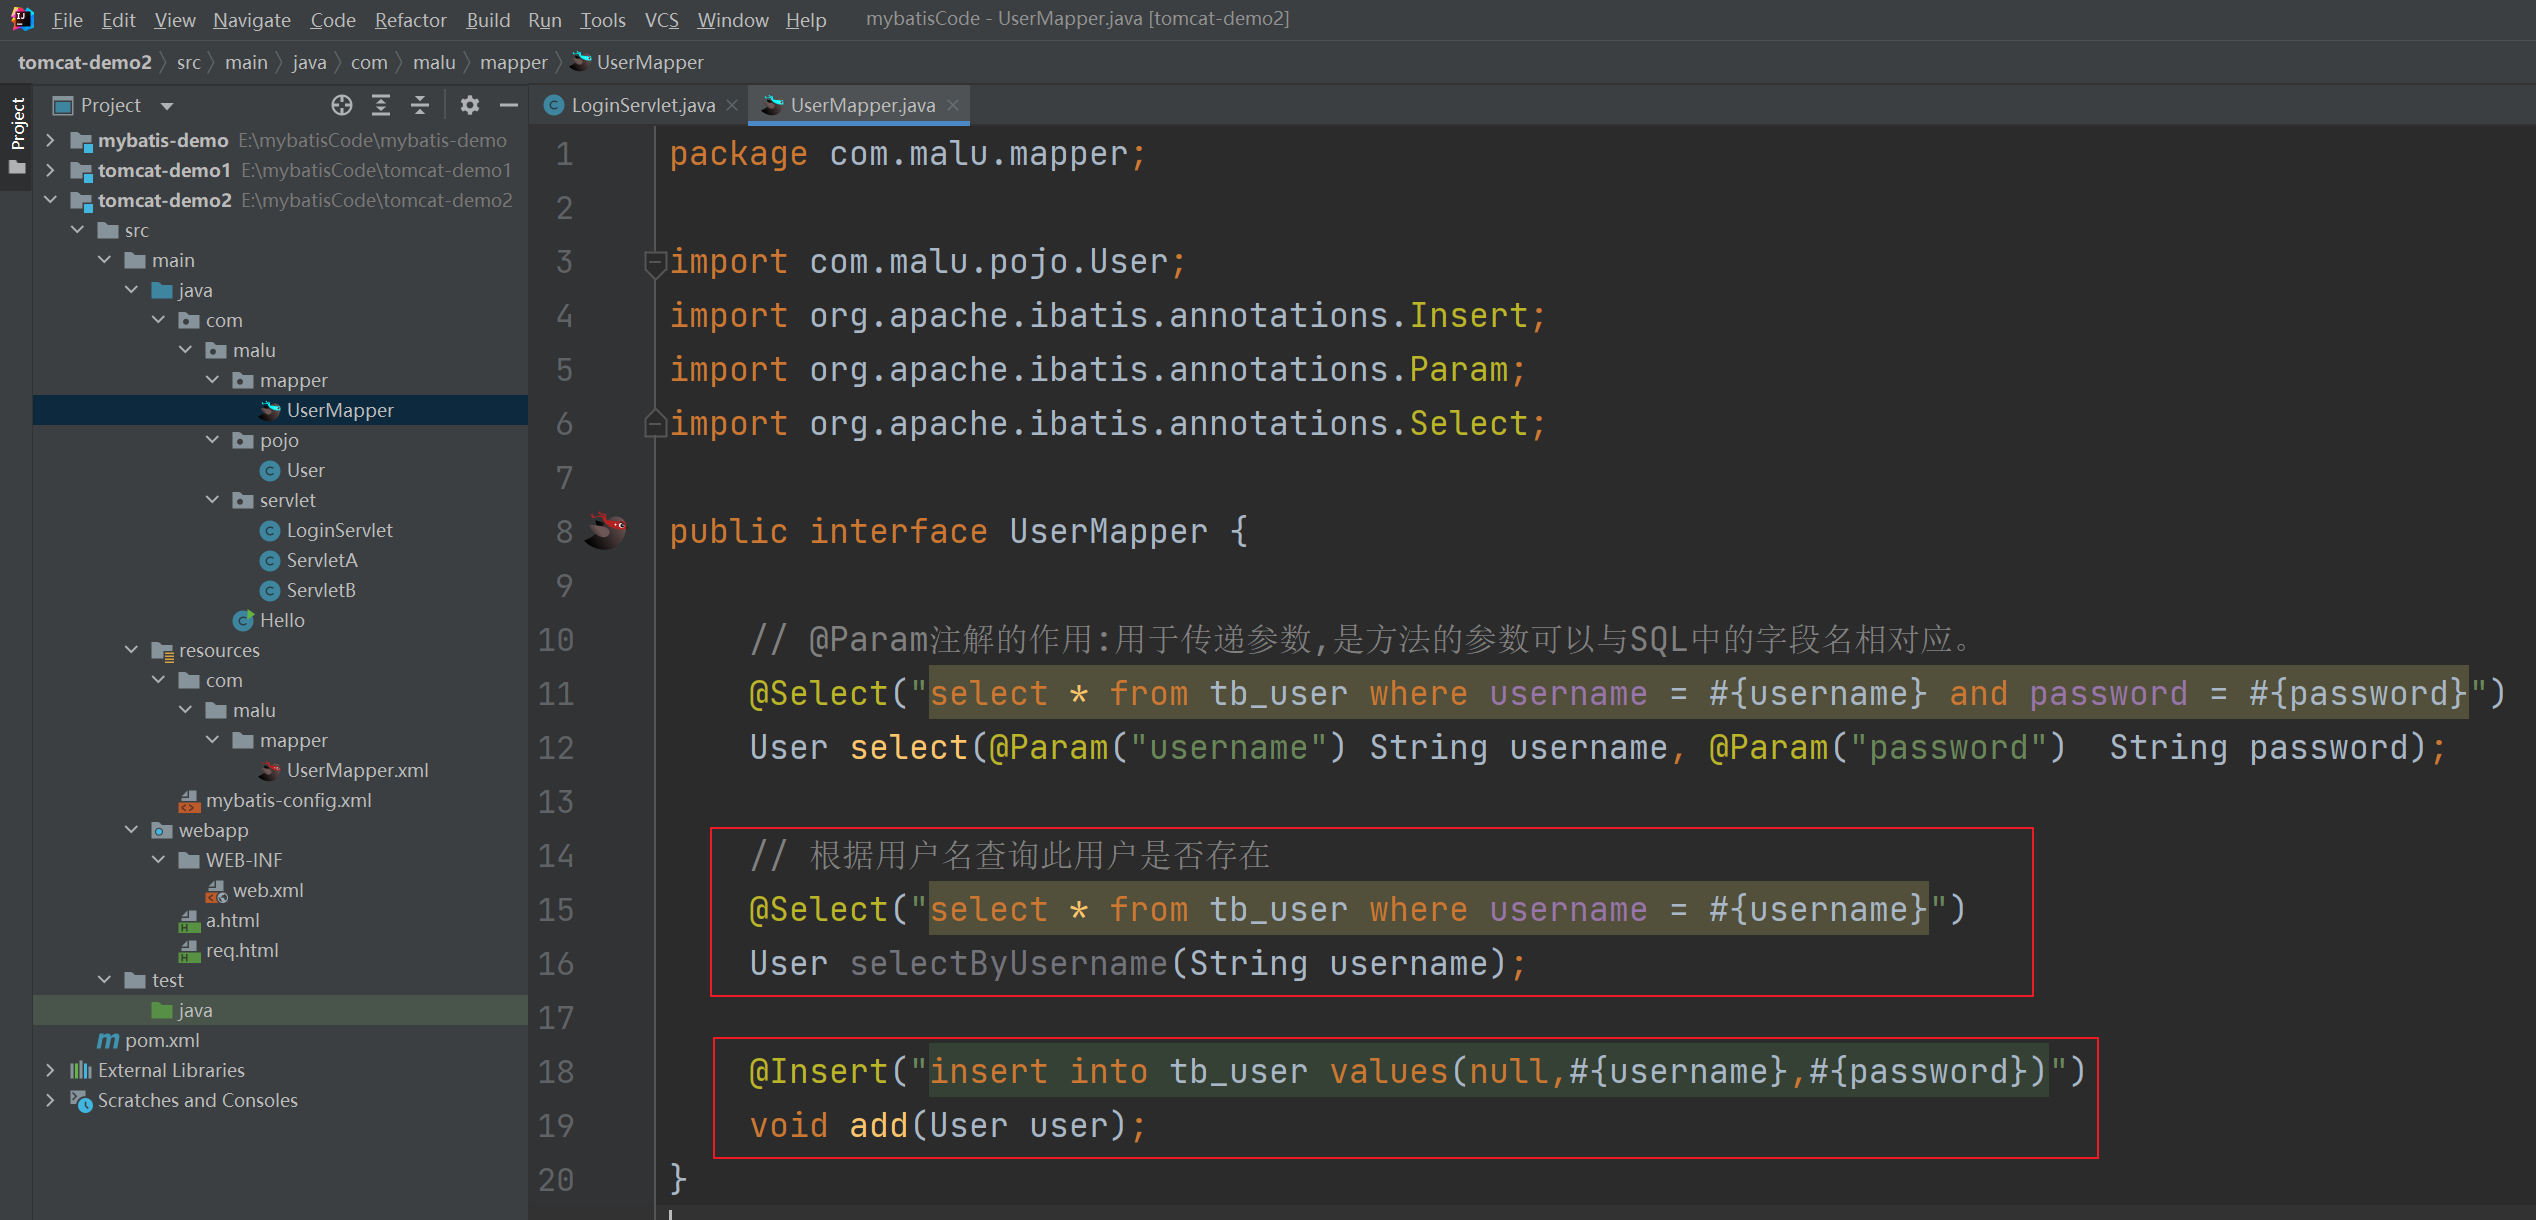 File Edit View Navigate Code Refactor Build Run Tools VCS Window Help mybatisCode - UserMapper.java [tomcat-demo2]
tomcat-demo2 src main java com malu mapper UserMapper
Project
Project
mybatis-demo E:\mybatisCode\mybatis-demo
tomcat-demo1 E:\mybatisCode\tomcat-demo1
tomcat-demo2 E:\mybatisCode\tomcat-demo2
src
main
java
com
malu
mapper
UserMapper
pojo
User
servlet
LoginServlet
ServletA
ServletB
Hello
resources
com
malu
mapper
UserMapper.xml
mybatis-config.xml
webapp
WEB-INF
web.xml
a.html
req.html
test
java
pom.xml
External Libraries
Scratches and Consoles
LoginServlet.java UserMapper.java
1 package com.malu.mapper;
2
3 import com.malu.pojo.User;
4 import org.apache.ibatis.annotations.Insert;
5 import org.apache.ibatis.annotations.Param;
6 import org.apache.ibatis.annotations.Select;
7
8 public interface UserMapper {
9
10 // @Param注解的作用:用于传递参数,是方法的参数可以与SQL中的字段名相对应。
11 @Select("select * from tb_user where username = #{username} and password = #{password}")
12 User select(@Param("username") String username, @Param("password")  String password);
13
14 // 根据用户名查询此用户是否存在
15 @Select("select * from tb_user where username = #{username}")
16 User selectByUsername(String username);
17
18 @Insert("insert into tb_user values(null,#{username},#{password})")
19 void add(User user);
20 }